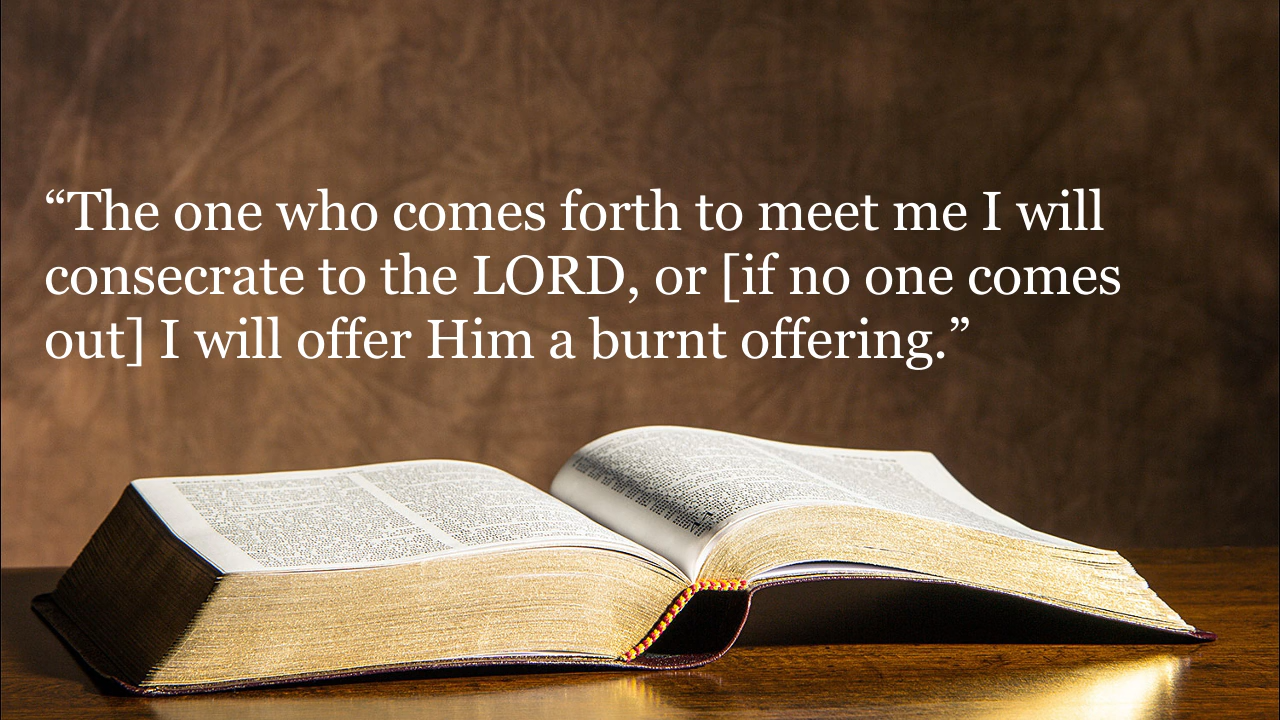 “The one who comes forth to meet me I will
consecrate to the LORD, or [if no one comes
out] I will offer Him a burnt offering.”